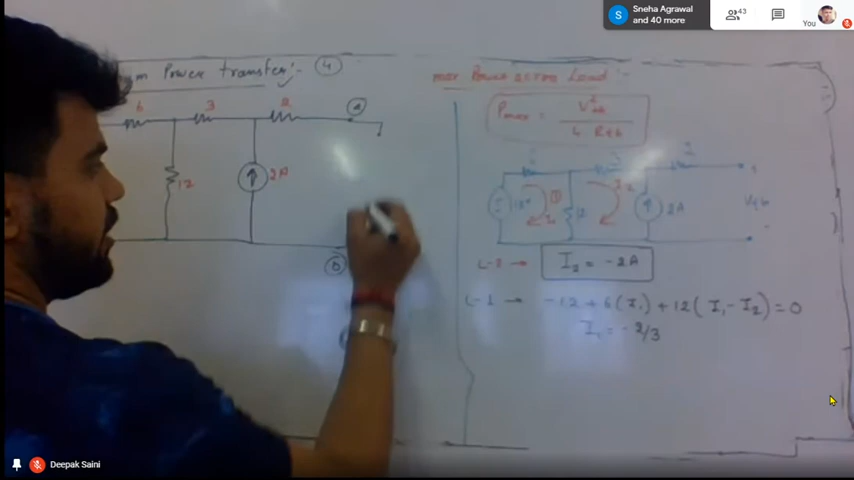 Sneha Agrawal
and 40 more
43
You
Power transfer :- 4
max Power across Load :-
6
3
2
a
12
2A
b
Pmax = Vth² / 4 Rth
2A
Vth
+
-
L-2 → I₂ = -2A
L-1 → -12 + 6(I₁) + 12(I₁ - I₂) = 0
I₁ = -2/3
Deepak Saini